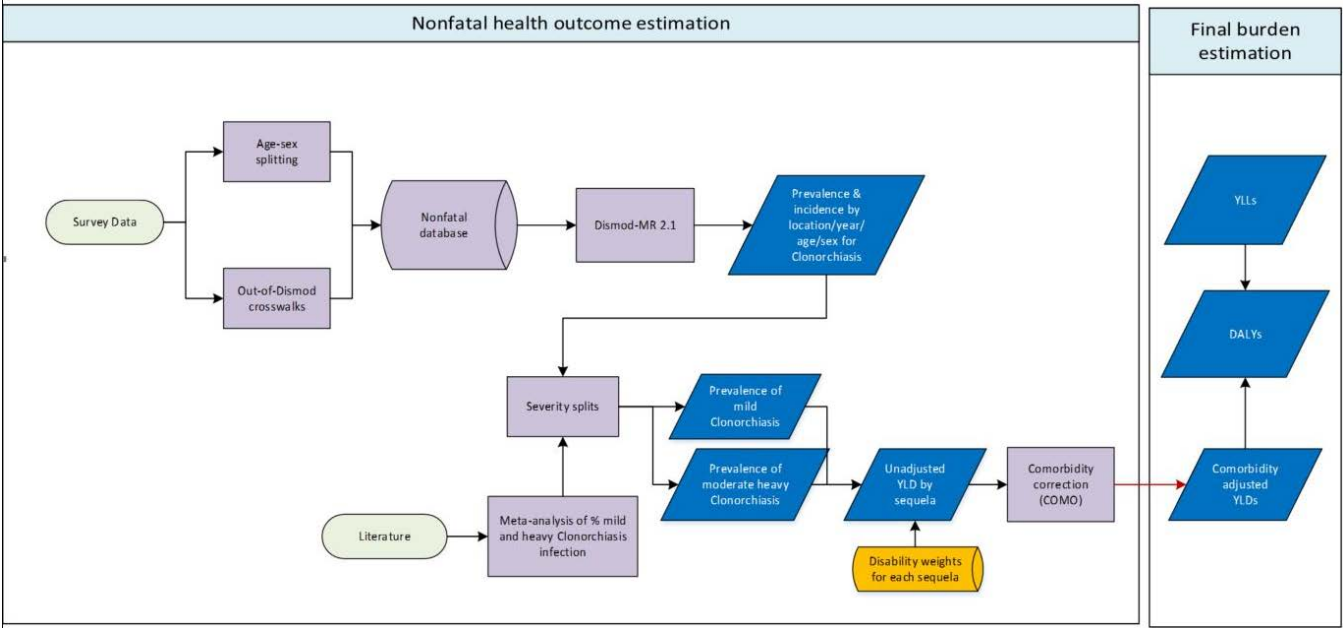 Nonfatal health outcome estimation
Final burden
estimation
Age-sex
splitting
Survey Data
Out-of-Dismod
crosswalks
Nonfatal
database
Dismod-MR 2.1
Prevalence &
incidence by
location/year/
age/sex for
Clonorchiasis
YLLs
DALYs
Severity splits
Prevalence of
mild
Clonorchiasis
Prevalence of
moderate heavy
Clonorchiasis
Unadjusted
YLD by
sequela
Comorbidity
correction
(COMO)
Comorbidity
adjusted
YLDs
Literature
Meta-analysis of % mild
and heavy Clonorchiasis
infection
Disability weights
for each sequela